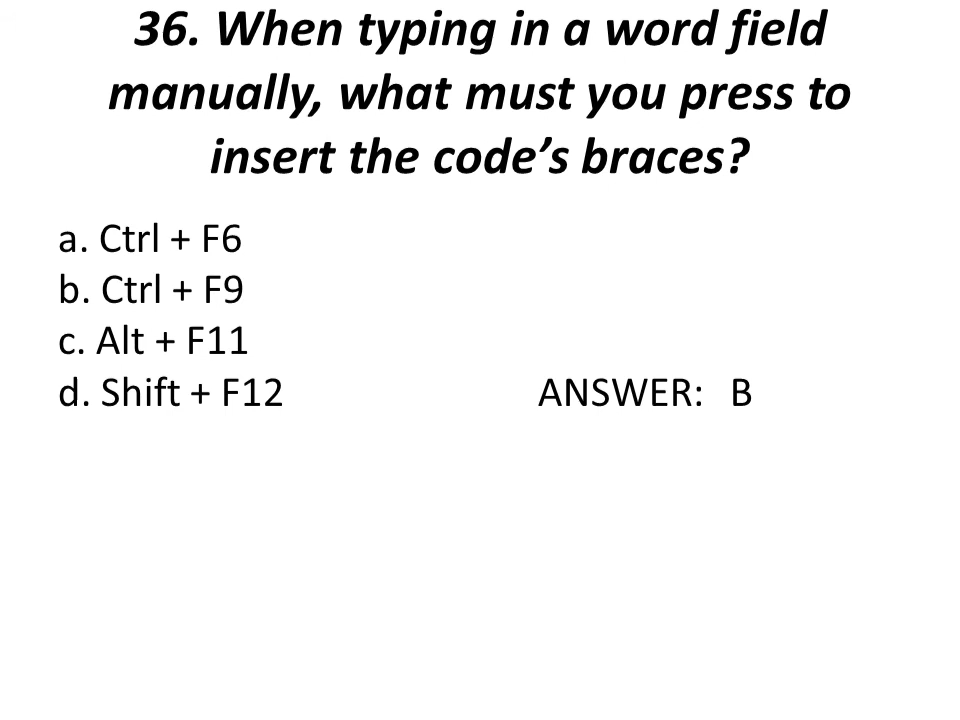 36. When typing in a word field
manually, what must you press to
insert the code’s braces?
a. Ctrl + F6
b. Ctrl + F9
c. Alt + F11
d. Shift + F12 ANSWER: B